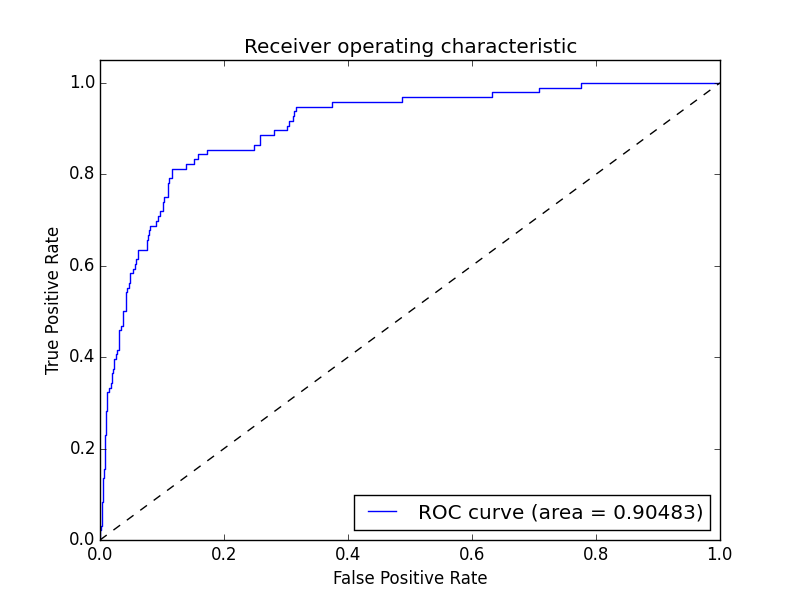 Receiver operating characteristic
True Positive Rate
1.0
0.8
0.6
0.4
0.2
0.0
ROC curve (area = 0.90483)
0.0 0.2 0.4 0.6 0.8 1.0
False Positive Rate